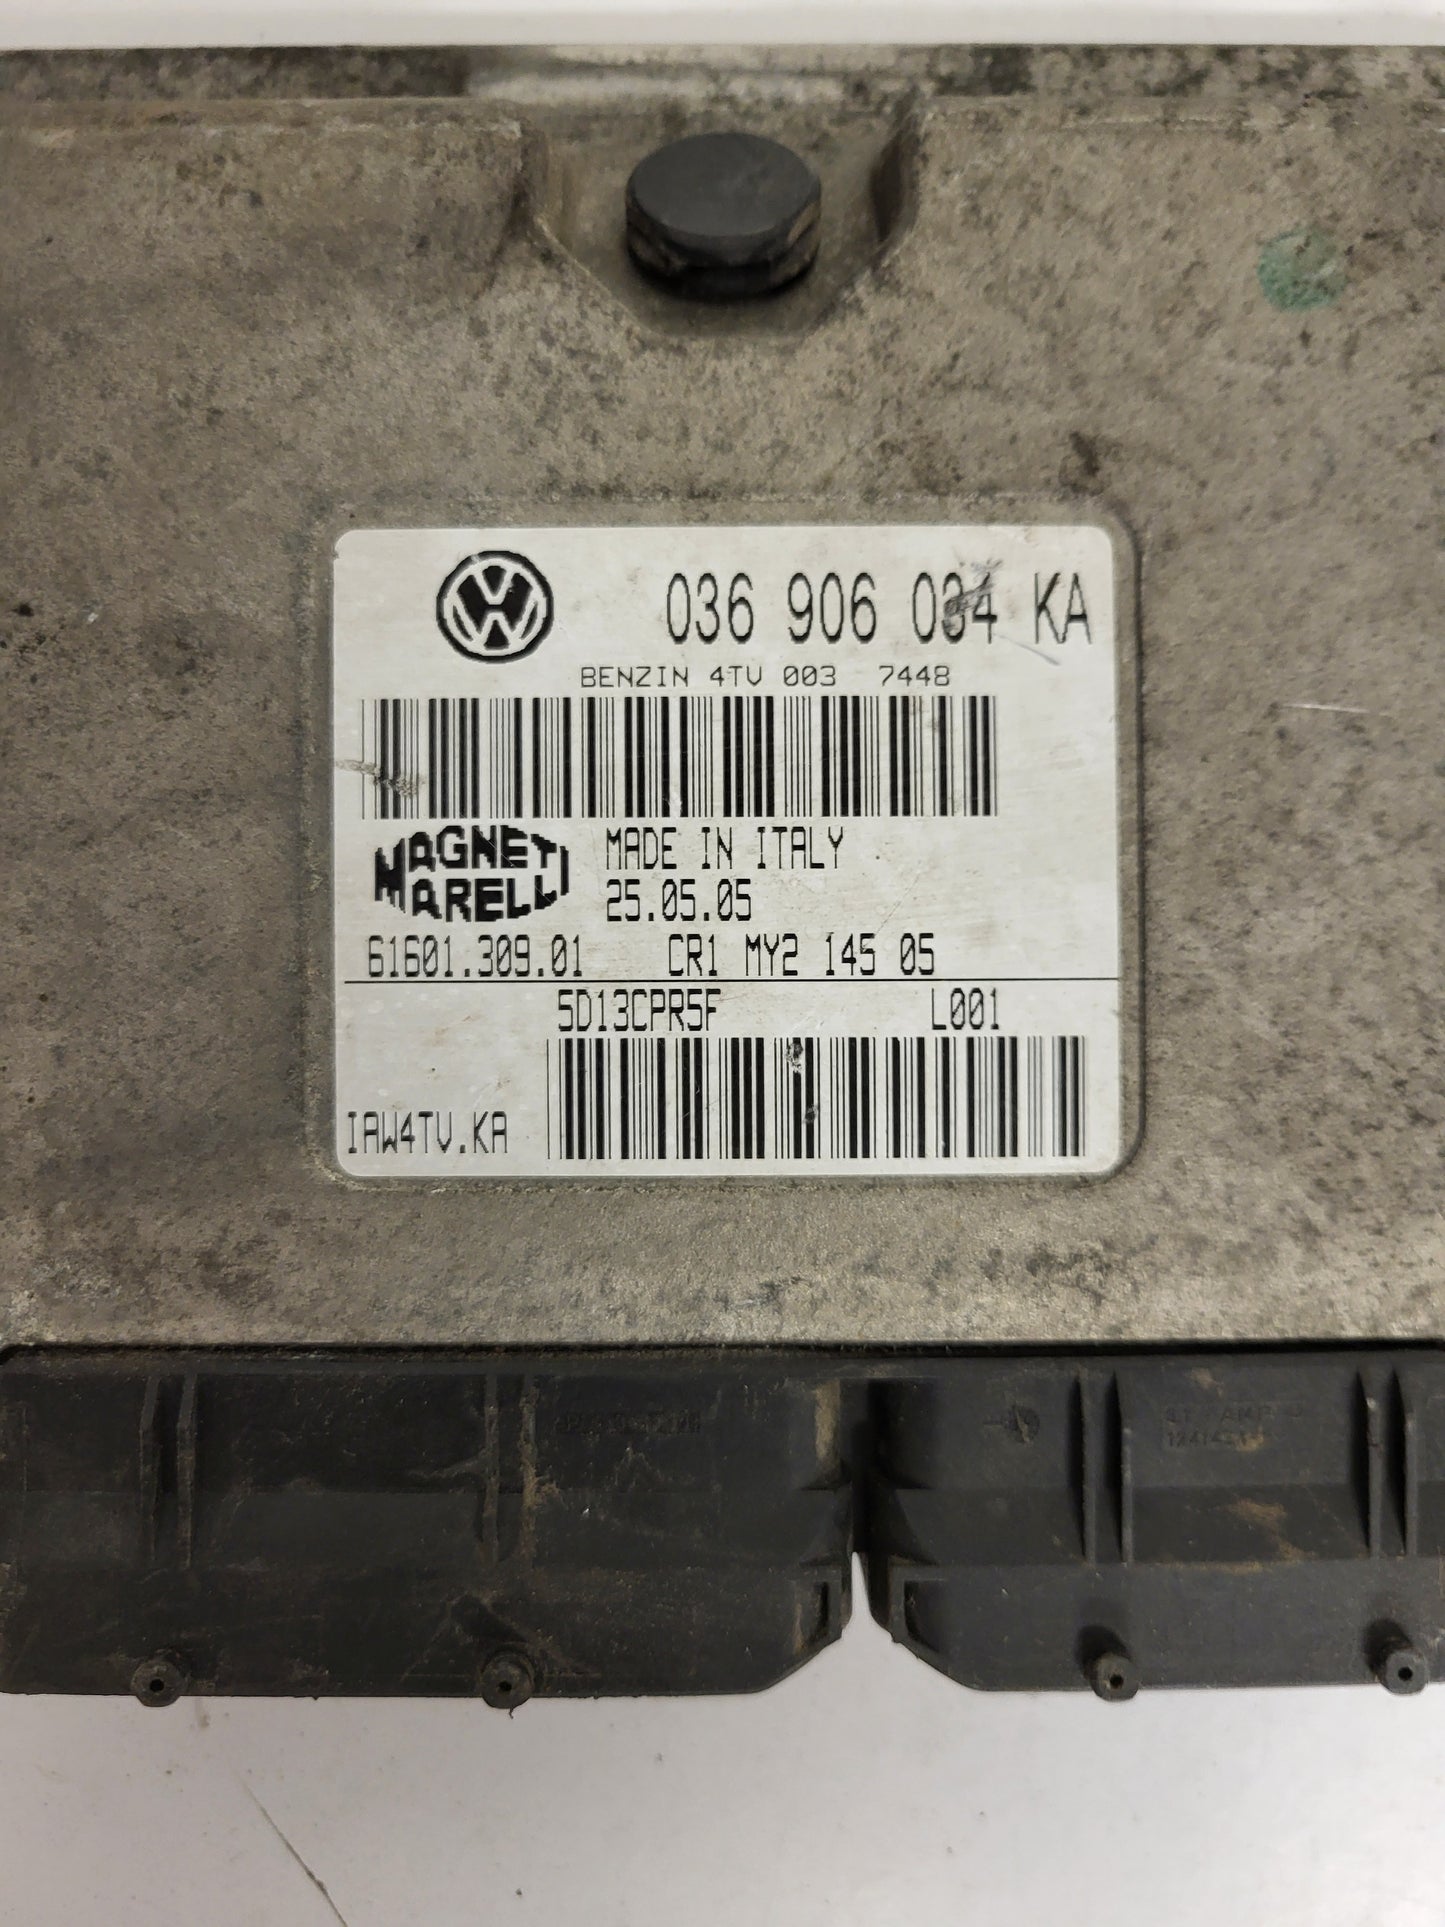 036 906 034 KA
BENZIN 4TV 003 7448
MAGNETI MARELLI
MADE IN ITALY
25.05.05
61601.309.01 CR1 MY2 145 05
5D13CPR5F L001
IAW4TV.KA